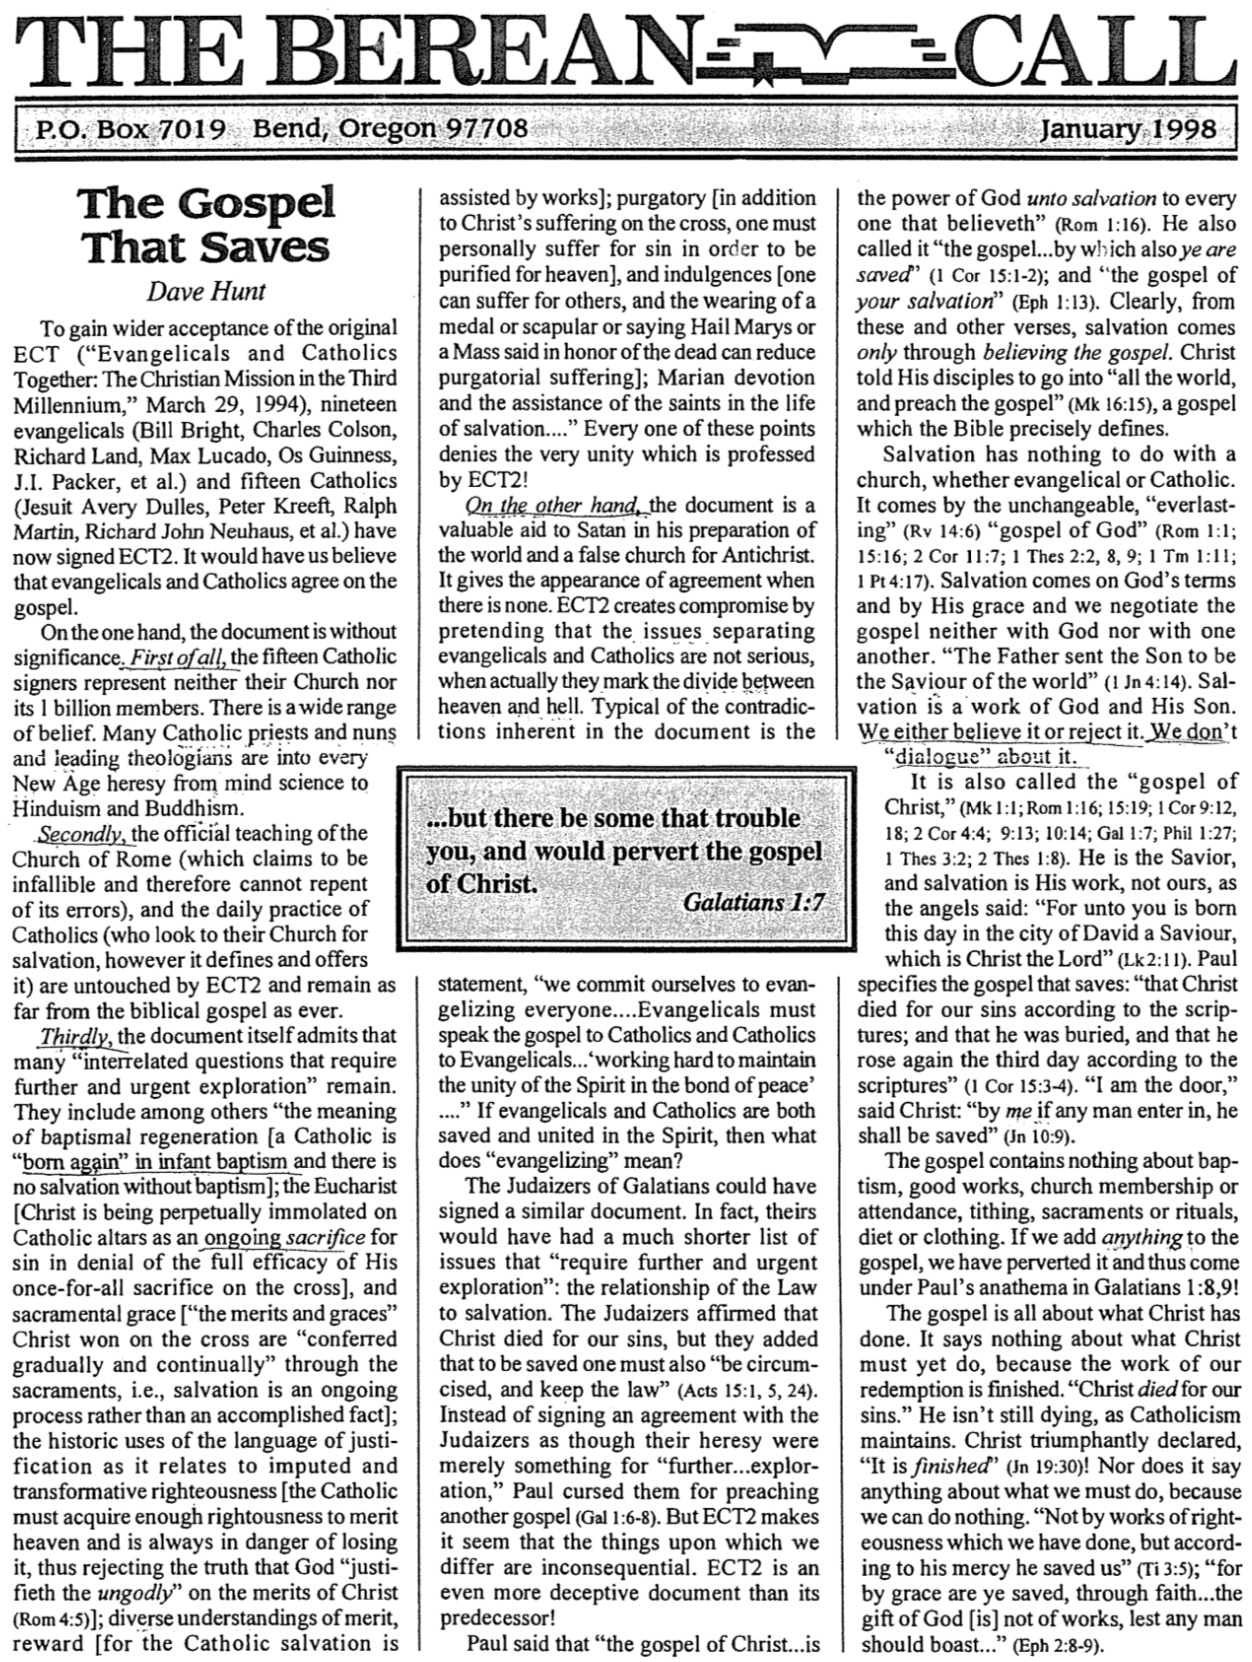 THE BEREAN CALL
P.O. Box 7019 Bend, Oregon 97708 January 1998
The Gospel
That Saves
Dave Hunt
To gain wider acceptance of the original
ECT (“Evangelicals and Catholics
Together: The Christian Mission in the Third
Millennium,” March 29, 1994), nineteen
evangelicals (Bill Bright, Charles Colson,
Richard Land, Max Lucado, Os Guinness,
J.I. Packer, et al.) and fifteen Catholics
(Jesuit Avery Dulles, Peter Kreeft, Ralph
Martin, Richard John Neuhaus, et al.) have
now signed ECT2. It would have us believe
that evangelicals and Catholics agree on the
gospel.
On the one hand, the document is without
significance. First of all, the fifteen Catholic
signers represent neither their Church nor
its 1 billion members. There is a wide range
of belief. Many Catholic priests and nuns
and leading theologians are into every
New Age heresy from mind science to
Hinduism and Buddhism.
Secondly, the official teaching of the
Church of Rome (which claims to be
infallible and therefore cannot repent
of its errors), and the daily practice of
Catholics (who look to their Church for
salvation, however it defines and offers
it) are untouched by ECT2 and remain as
far from the biblical gospel as ever.
Thirdly, the document itself admits that
many “interrelated questions that require
further and urgent exploration” remain.
They include among others “the meaning
of baptismal regeneration [a Catholic is
“born again” in infant baptism and there is
no salvation without baptism]; the Eucharist
[Christ is being perpetually immolated on
Catholic altars as an ongoing sacrifice for
sin in denial of the full efficacy of His
once-for-all sacrifice on the cross], and
sacramental grace [“the merits and graces”
Christ won on the cross are “conferred
gradually and continually” through the
sacraments, i.e., salvation is an ongoing
process rather than an accomplished fact];
the historic uses of the language of justi-
fication as it relates to imputed and
transformative righteousness [the Catholic
must acquire enough rightousness to merit
heaven and is always in danger of losing
it, thus rejecting the truth that God “justi-
fieth the ungodly” on the merits of Christ
(Rom 4:5)]; diverse understandings of merit,
reward [for the Catholic salvation is
assisted by works]; purgatory [in addition
to Christ’s suffering on the cross, one must
personally suffer for sin in order to be
purified for heaven], and indulgences [one
can suffer for others, and the wearing of a
medal or scapular or saying Hail Marys or
a Mass said in honor of the dead can reduce
purgatorial suffering]; Marian devotion
and the assistance of the saints in the life
of salvation....” Every one of these points
denies the very unity which is professed
by ECT2!
On the other hand, the document is a
valuable aid to Satan in his preparation of
the world and a false church for Antichrist.
It gives the appearance of agreement when
there is none. ECT2 creates compromise by
pretending that the issues separating
evangelicals and Catholics are not serious,
when actually they mark the divide between
heaven and hell. Typical of the contradic-
tions inherent in the document is the
...but there be some that trouble
you, and would pervert the gospel
of Christ.
Galatians 1:7
statement, “we commit ourselves to evan-
gelizing everyone....Evangelicals must
speak the gospel to Catholics and Catholics
to Evangelicals...‘working hard to maintain
the unity of the Spirit in the bond of peace’
....” If evangelicals and Catholics are both
saved and united in the Spirit, then what
does “evangelizing” mean?
The Judaizers of Galatians could have
signed a similar document. In fact, theirs
would have had a much shorter list of
issues that “require further and urgent
exploration”: the relationship of the Law
to salvation. The Judaizers affirmed that
Christ died for our sins, but they added
that to be saved one must also “be circum-
cised, and keep the law” (Acts 15:1, 5, 24).
Instead of signing an agreement with the
Judaizers as though their heresy were
merely something for “further...explor-
ation,” Paul cursed them for preaching
another gospel (Gal 1:6-8). But ECT2 makes
it seem that the things upon which we
differ are inconsequential. ECT2 is an
even more deceptive document than its
predecessor!
Paul said that “the gospel of Christ...is
the power of God unto salvation to every
one that believeth” (Rom 1:16). He also
called it “the gospel...by which also ye are
saved” (1 Cor 15:1-2); and “the gospel of
your salvation” (Eph 1:13). Clearly, from
these and other verses, salvation comes
only through believing the gospel. Christ
told His disciples to go into “all the world,
and preach the gospel” (Mk 16:15), a gospel
which the Bible precisely defines.
Salvation has nothing to do with a
church, whether evangelical or Catholic.
It comes by the unchangeable, “everlast-
ing” (Rv 14:6) “gospel of God” (Rom 1:1;
15:16; 2 Cor 11:7; 1 Thes 2:2, 8, 9; 1 Tm 1:11;
1 Pt 4:17). Salvation comes on God’s terms
and by His grace and we negotiate the
gospel neither with God nor with one
another. “The Father sent the Son to be
the Saviour of the world” (1 Jn 4:14). Sal-
vation is a work of God and His Son.
We either believe it or reject it. We don’t
“dialogue” about it.
It is also called the “gospel of
Christ,” (Mk 1:1; Rom 1:16; 15:19; 1 Cor 9:12,
18; 2 Cor 4:4; 9:13; 10:14; Gal 1:7; Phil 1:27;
1 Thes 3:2; 2 Thes 1:8). He is the Savior,
and salvation is His work, not ours, as
the angels said: “For unto you is born
this day in the city of David a Saviour,
which is Christ the Lord” (Lk 2:11). Paul
specifies the gospel that saves: “that Christ
died for our sins according to the scrip-
tures; and that he was buried, and that he
rose again the third day according to the
scriptures” (1 Cor 15:3-4). “I am the door,”
said Christ: “by me if any man enter in, he
shall be saved” (Jn 10:9).
The gospel contains nothing about bap-
tism, good works, church membership or
attendance, tithing, sacraments or rituals,
diet or clothing. If we add anything to the
gospel, we have perverted it and thus come
under Paul’s anathema in Galatians 1:8,9!
The gospel is all about what Christ has
done. It says nothing about what Christ
must yet do, because the work of our
redemption is finished. “Christ died for our
sins.” He isn’t still dying, as Catholicism
maintains. Christ triumphantly declared,
“It is finished” (Jn 19:30)! Nor does it say
anything about what we must do, because
we can do nothing. “Not by works of right-
eousness which we have done, but accord-
ing to his mercy he saved us” (Ti 3:5); “for
by grace are ye saved, through faith...the
gift of God [is] not of works, lest any man
should boast...” (Eph 2:8-9).